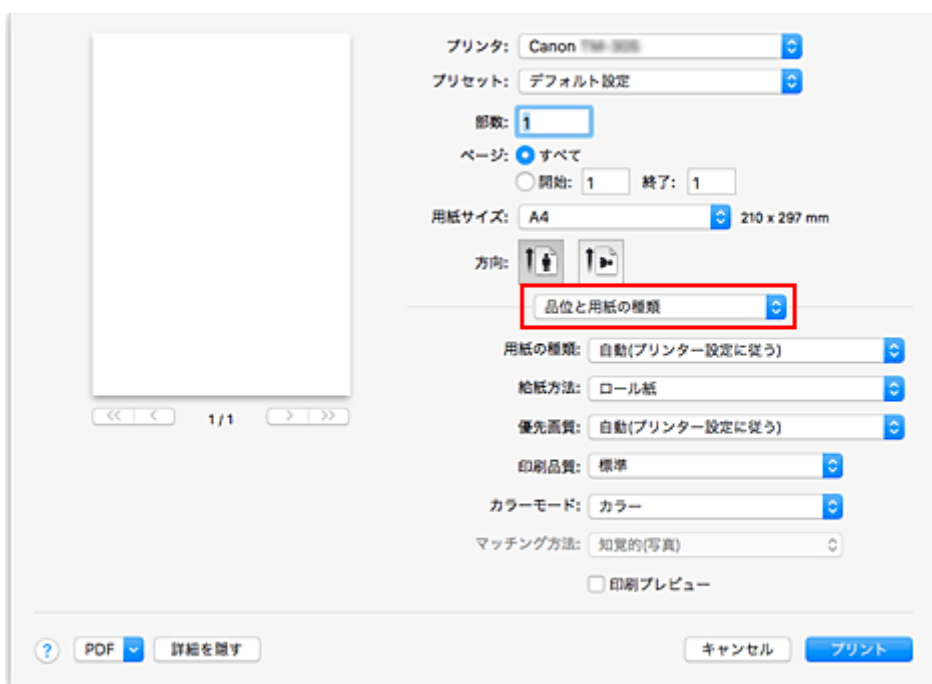 プリンタ: Canon
プリセット: デフォルト設定
部数: 1
ページ: すべて
開始: 1 終了: 1
用紙サイズ: A4 210 x 297 mm
方向:
品位と用紙の種類
用紙の種類: 自動(プリンター設定に従う)
給紙方法: ロール紙
優先画質: 自動(プリンター設定に従う)
<< < 1/1 > >>
印刷品質: 標準
カラーモード: カラー
マッチング方法: 知覚的(写真)
印刷プレビュー
? PDF 詳細を隠す キャンセル プリント